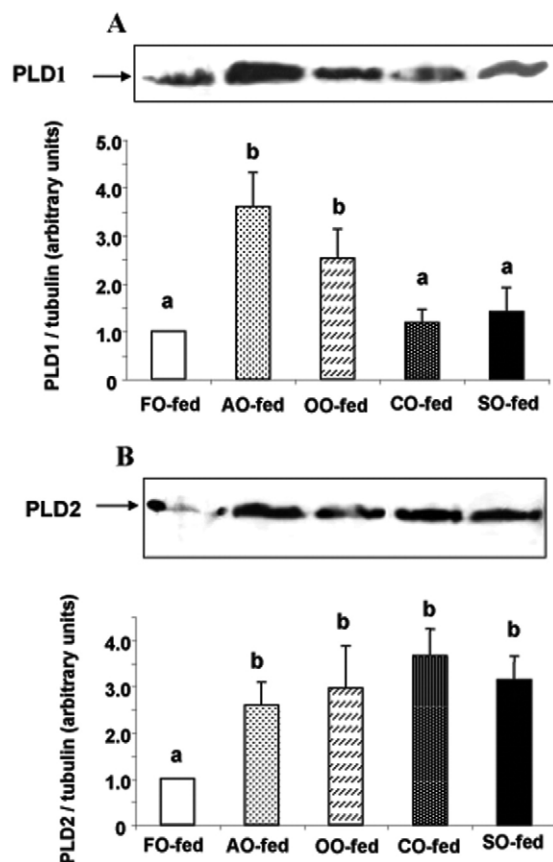 A
PLD1
PLD1 / tubulin (arbitrary units)
5.0
4.0
3.0
2.0
1.0
0
a
b
b
a
a
FO-fed AO-fed OO-fed CO-fed SO-fed
B
PLD2
PLD2 / tubulin (arbitrary units)
4.0
3.0
2.0
1.0
0
a
b
b
b
b
FO-fed AO-fed OO-fed CO-fed SO-fed